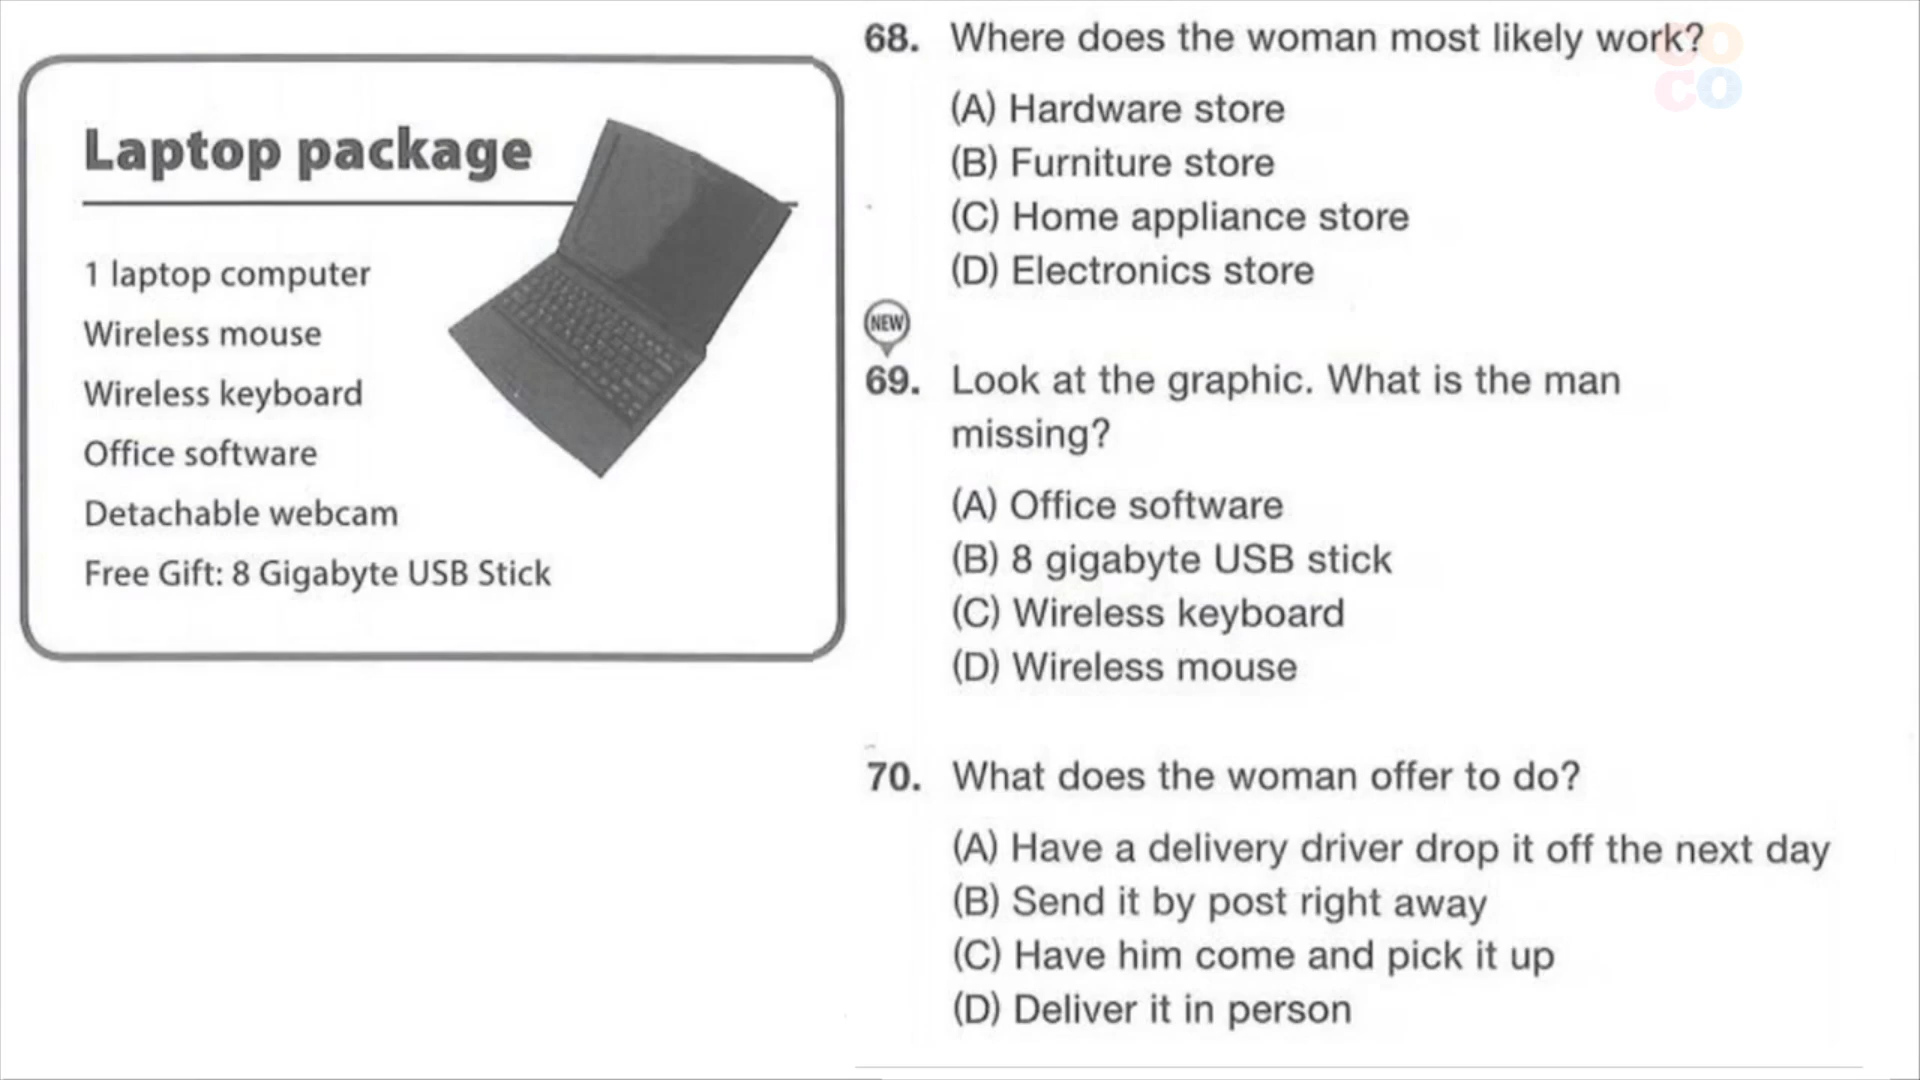 Laptop package
1 laptop computer
Wireless mouse
Wireless keyboard
Office software
Detachable webcam
Free Gift: 8 Gigabyte USB Stick
68. Where does the woman most likely work?
(A) Hardware store
(B) Furniture store
(C) Home appliance store
(D) Electronics store
NEW
69. Look at the graphic. What is the man
missing?
(A) Office software
(B) 8 gigabyte USB stick
(C) Wireless keyboard
(D) Wireless mouse
70. What does the woman offer to do?
(A) Have a delivery driver drop it off the next day
(B) Send it by post right away
(C) Have him come and pick it up
(D) Deliver it in person